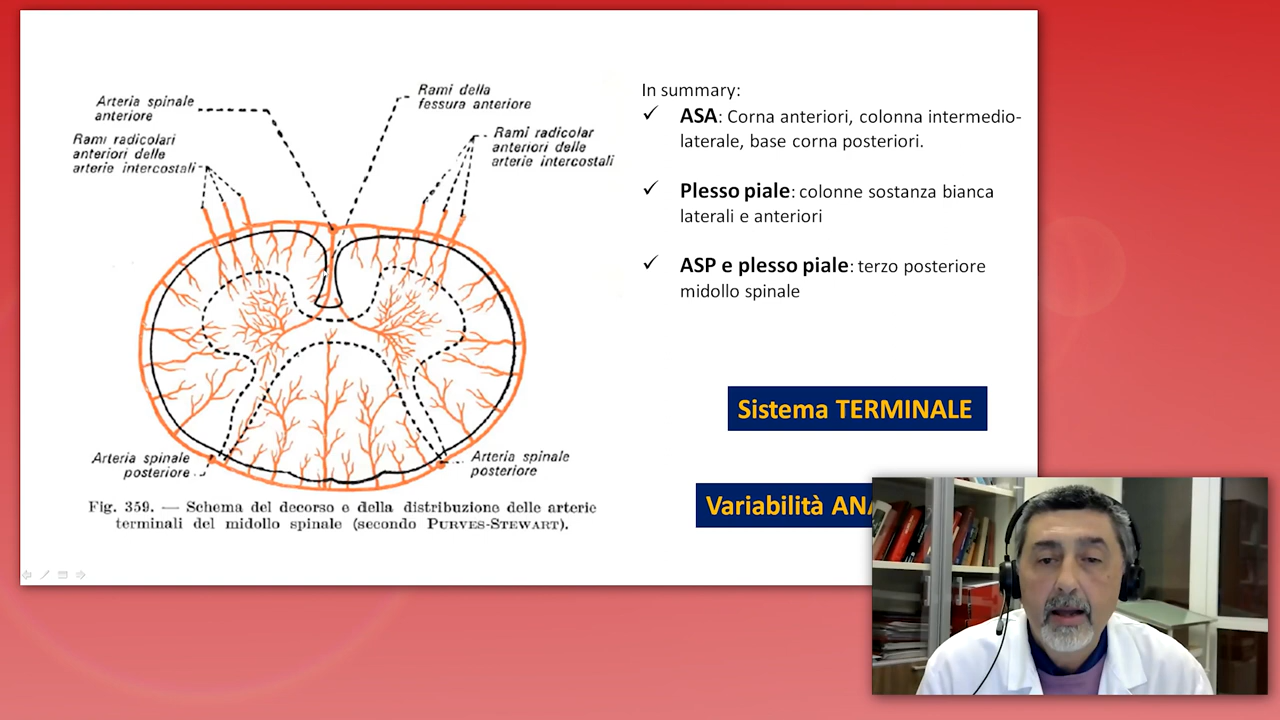 Arteria spinale
anteriore
Rami della
fessura anteriore
Rami radicolari
anteriori delle
arterie intercostali
Rami radicolar
anteriori delle
arterie intercostali
Arteria spinale
posteriore
Arteria spinale
posteriore
Fig. 359. — Schema del decorso e della distribuzione delle arterie
terminali del midollo spinale (secondo PURVES-STEWART).
In summary:
✓ ASA: Corna anteriori, colonna intermedio-
laterale, base corna posteriori.
✓ Plesso piale: colonne sostanza bianca
laterali e anteriori
✓ ASP e plesso piale: terzo posteriore
midollo spinale
Sistema TERMINALE
Variabilità